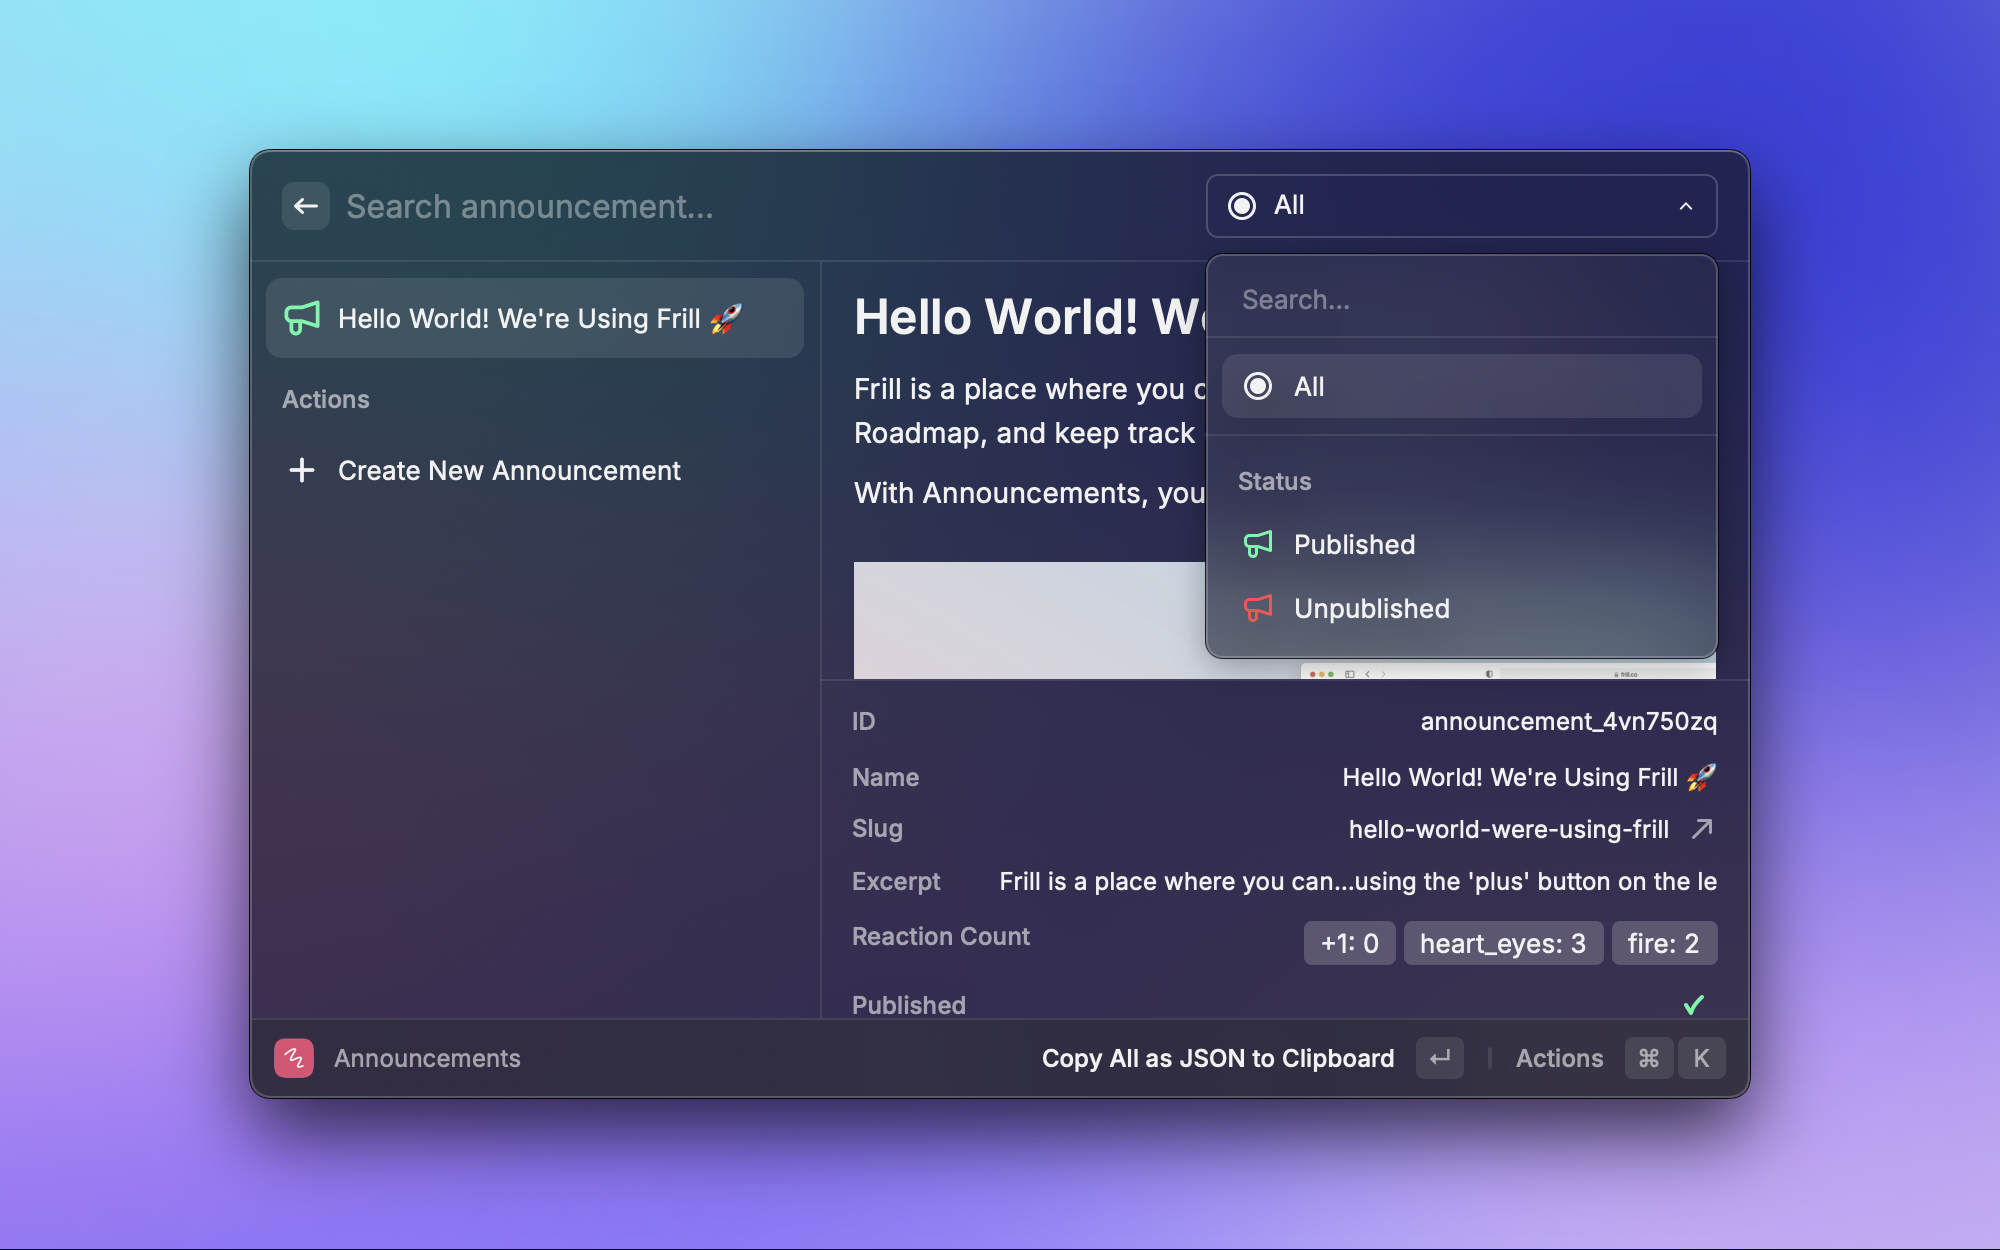 Search announcement...
All
Hello World! We're Using Frill 🚀
Actions
Create New Announcement
Hello World! We
Frill is a place where you c
Roadmap, and keep track
With Announcements, you
Search...
All
Status
Published
Unpublished
frill.co
ID announcement_4vn750zq
Name Hello World! We're Using Frill 🚀
Slug hello-world-were-using-frill
Excerpt Frill is a place where you can...using the 'plus' button on the le
Reaction Count +1: 0 heart_eyes: 3 fire: 2
Published
Announcements
Copy All as JSON to Clipboard
Actions ⌘ K